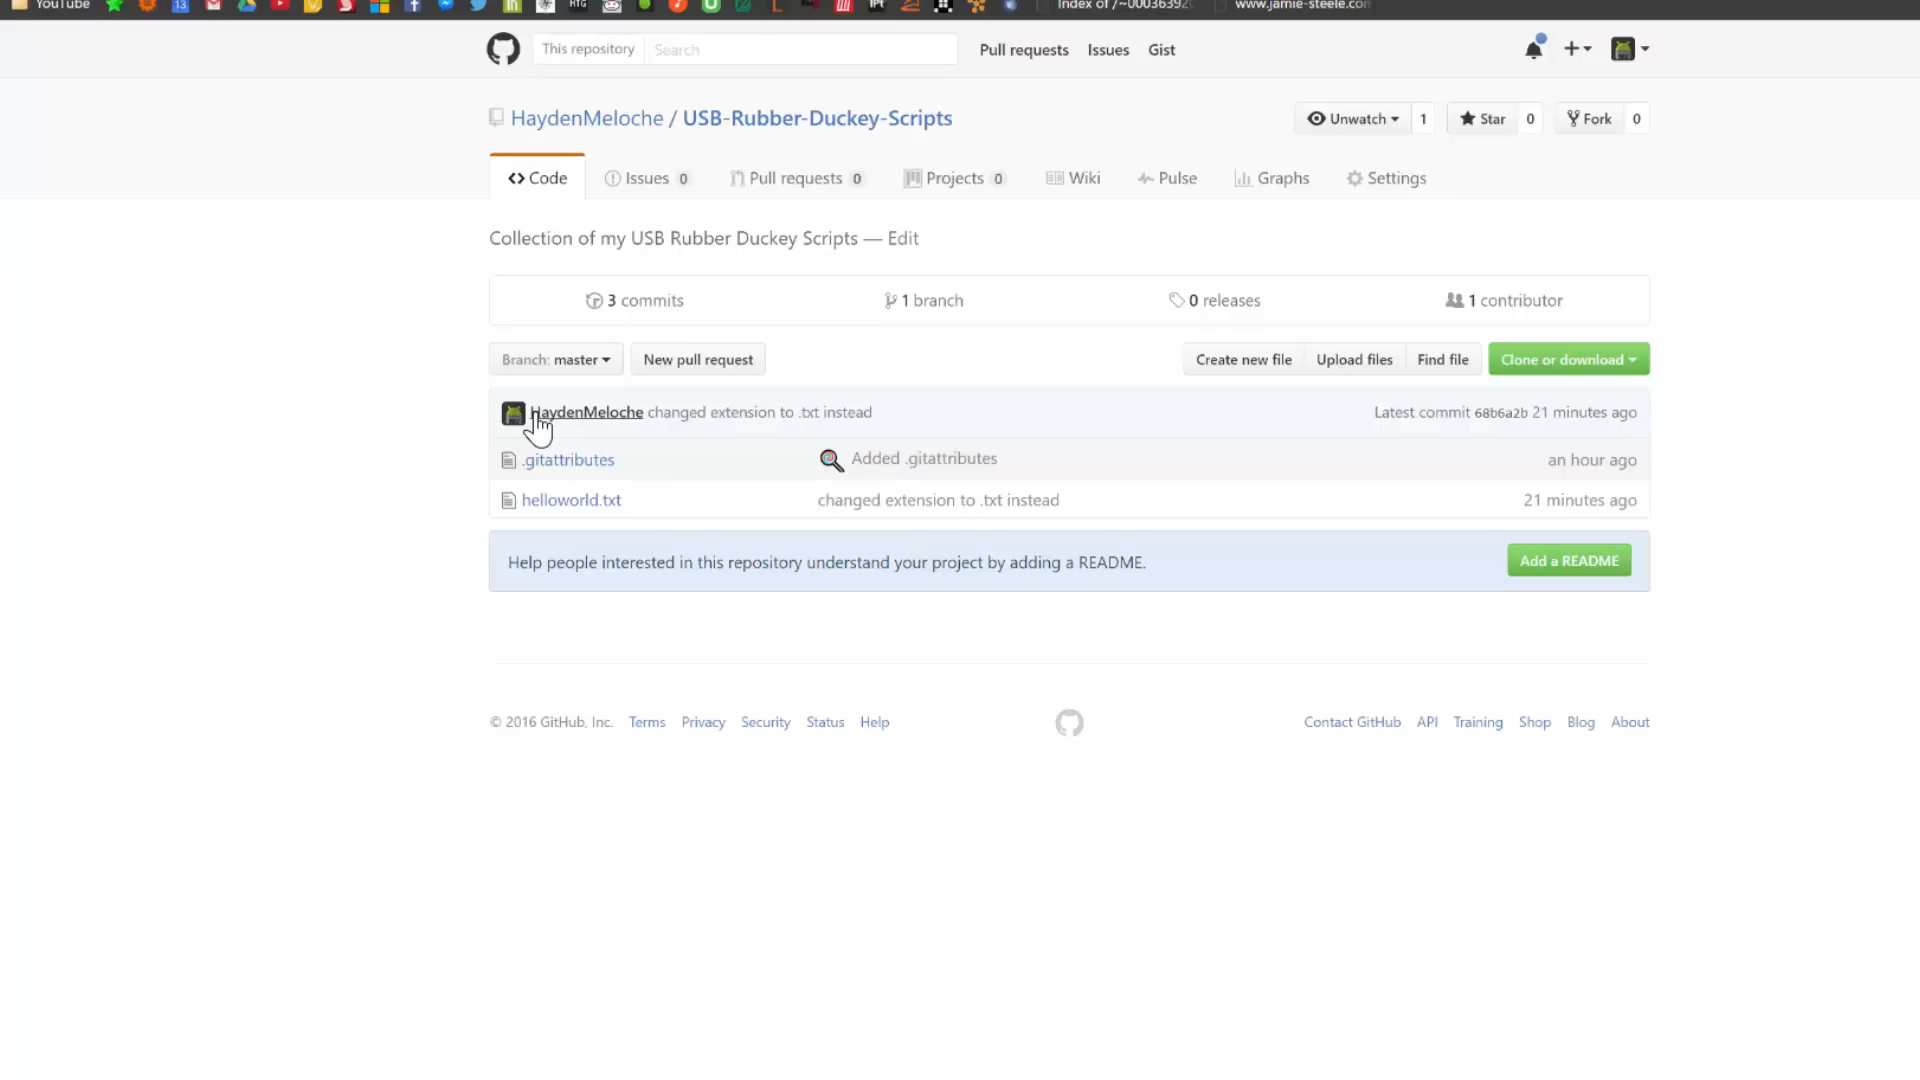 YouTube 13 HTG Index of /~0003639 www.jamie-steele.com
This repository Search Pull requests Issues Gist
HaydenMeloche / USB-Rubber-Duckey-Scripts Unwatch 1 Star 0 Fork 0
Code Issues 0 Pull requests 0 Projects 0 Wiki Pulse Graphs Settings
Collection of my USB Rubber Duckey Scripts — Edit
3 commits 1 branch 0 releases 1 contributor
Branch: master New pull request Create new file Upload files Find file Clone or download
HaydenMeloche changed extension to .txt instead Latest commit 68b6a2b 21 minutes ago
.gitattributes Added .gitattributes an hour ago
helloworld.txt changed extension to .txt instead 21 minutes ago
Help people interested in this repository understand your project by adding a README. Add a README
© 2016 GitHub, Inc. Terms Privacy Security Status Help Contact GitHub API Training Shop Blog About